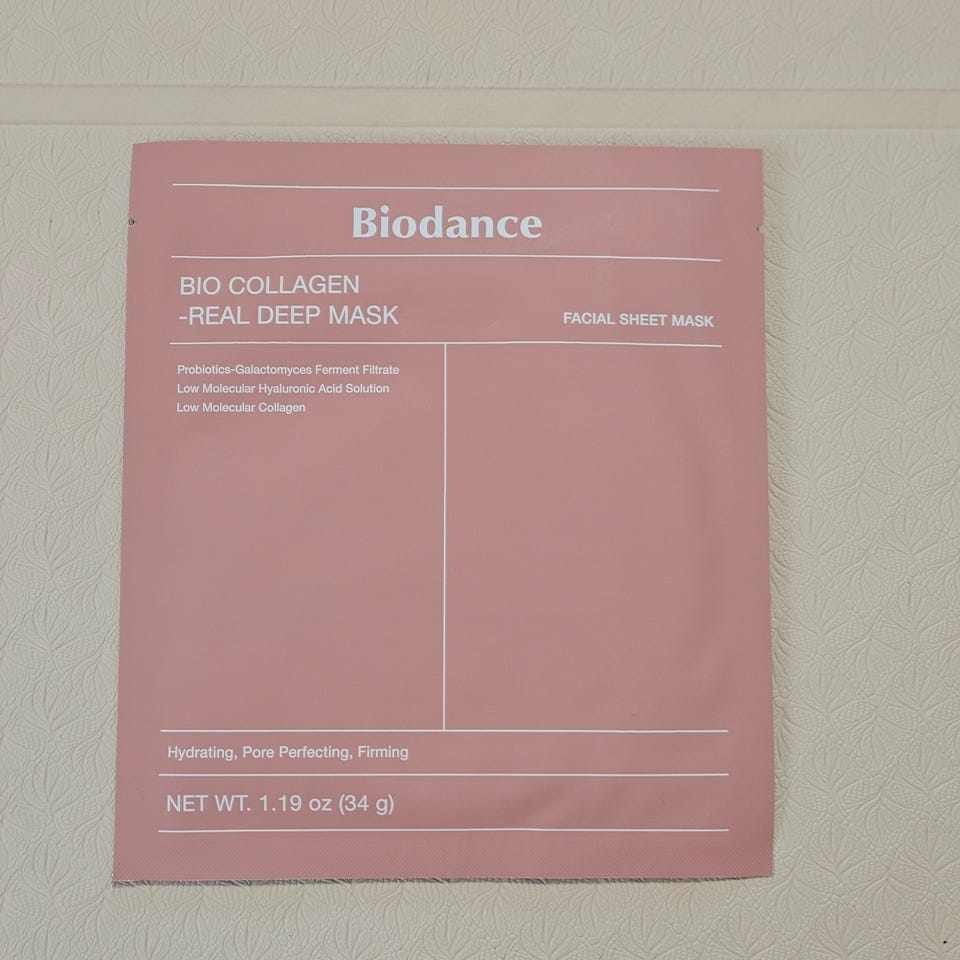 Biodance
BIO COLLAGEN
-REAL DEEP MASK
FACIAL SHEET MASK
Probiotics-Galactomyces Ferment Filtrate
Low Molecular Hyaluronic Acid Solution
Low Molecular Collagen
Hydrating, Pore Perfecting, Firming
NET WT. 1.19 oz (34 g)